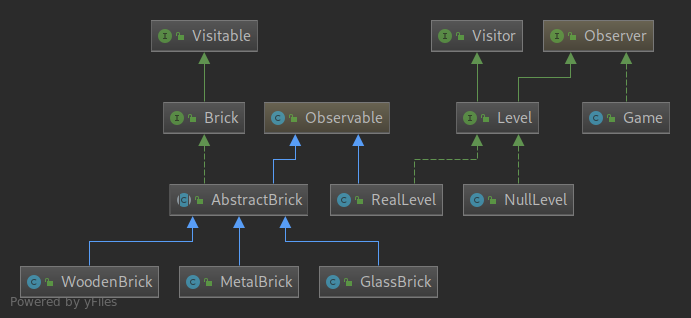 Visitable
Visitor
Observer
Brick
Observable
Level
Game
AbstractBrick
RealLevel
NullLevel
WoodenBrick
MetalBrick
GlassBrick
Powered by yFiles